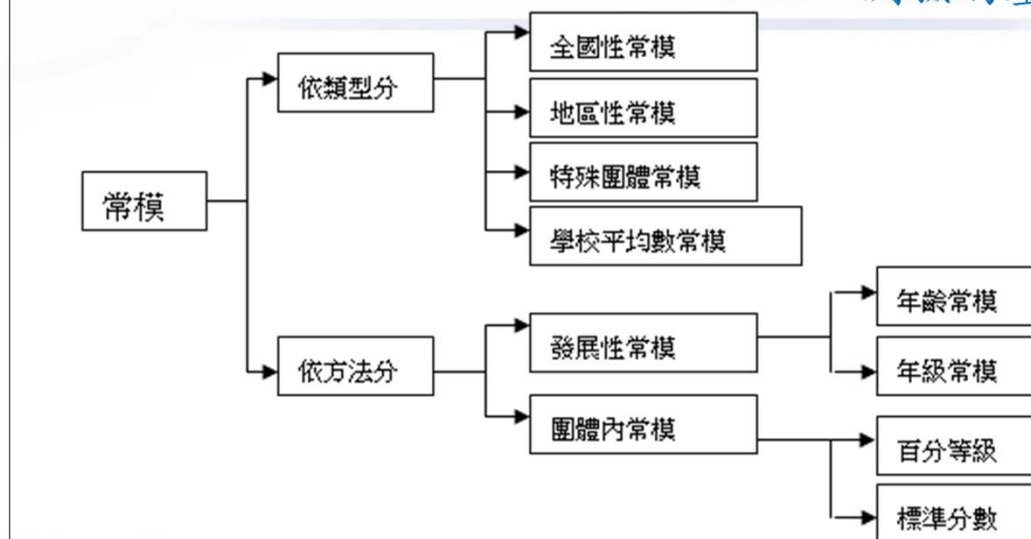 常模
依類型分
全國性常模
地區性常模
特殊團體常模
學校平均數常模
依方法分
發展性常模
年齡常模
年級常模
團體內常模
百分等級
標準分數